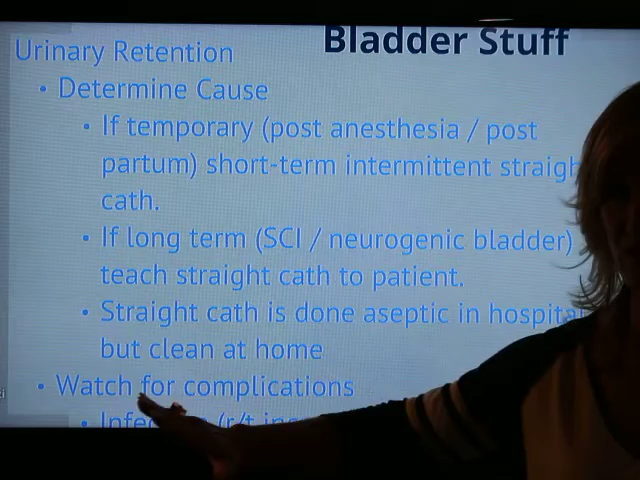 Bladder Stuff
Urinary Retention
• Determine Cause
• If temporary (post anesthesia / post
partum) short-term intermittent
cath.
• If long term (SCI / neurogenic bladder)
teach straight cath to patient.
• Straight cath is done aseptic in
but clean at home
• Watch for complications
• (r/t